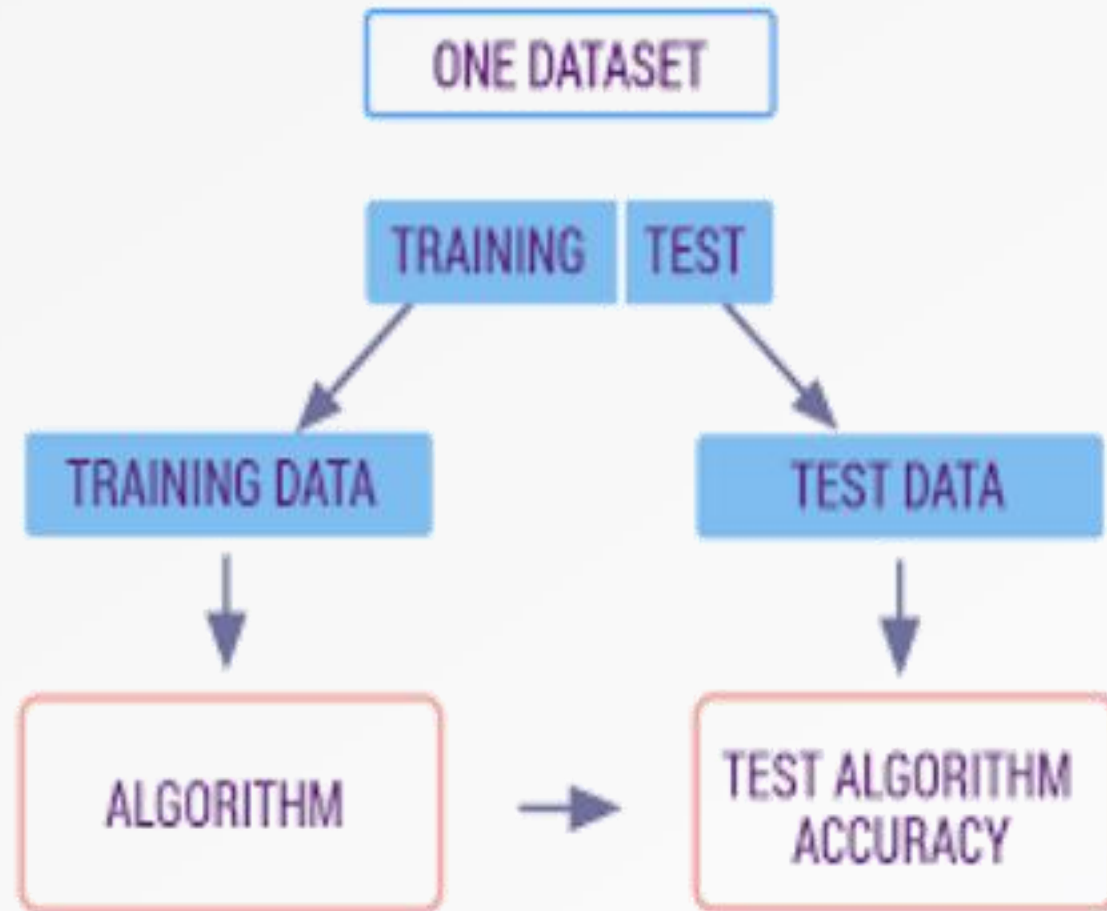 ONE DATASET
TRAINING
TEST
TRAINING DATA
TEST DATA
ALGORITHM
TEST ALGORITHM
ACCURACY